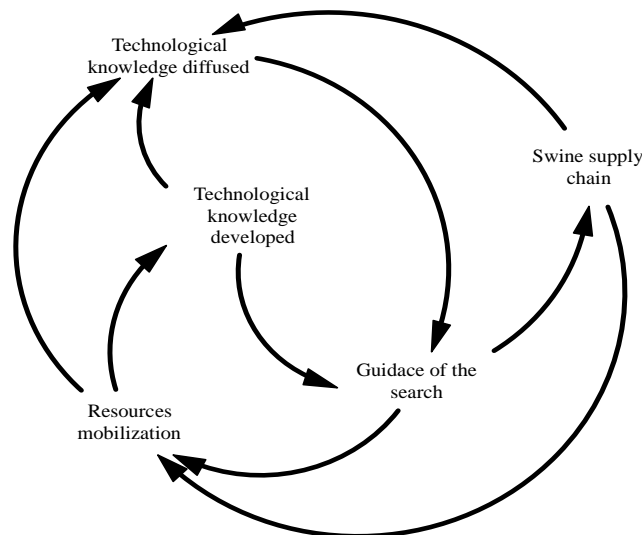 Technological
knowledge diffused
Swine supply
chain
Technological
knowledge
developed
Guidace of the
search
Resources
mobilization